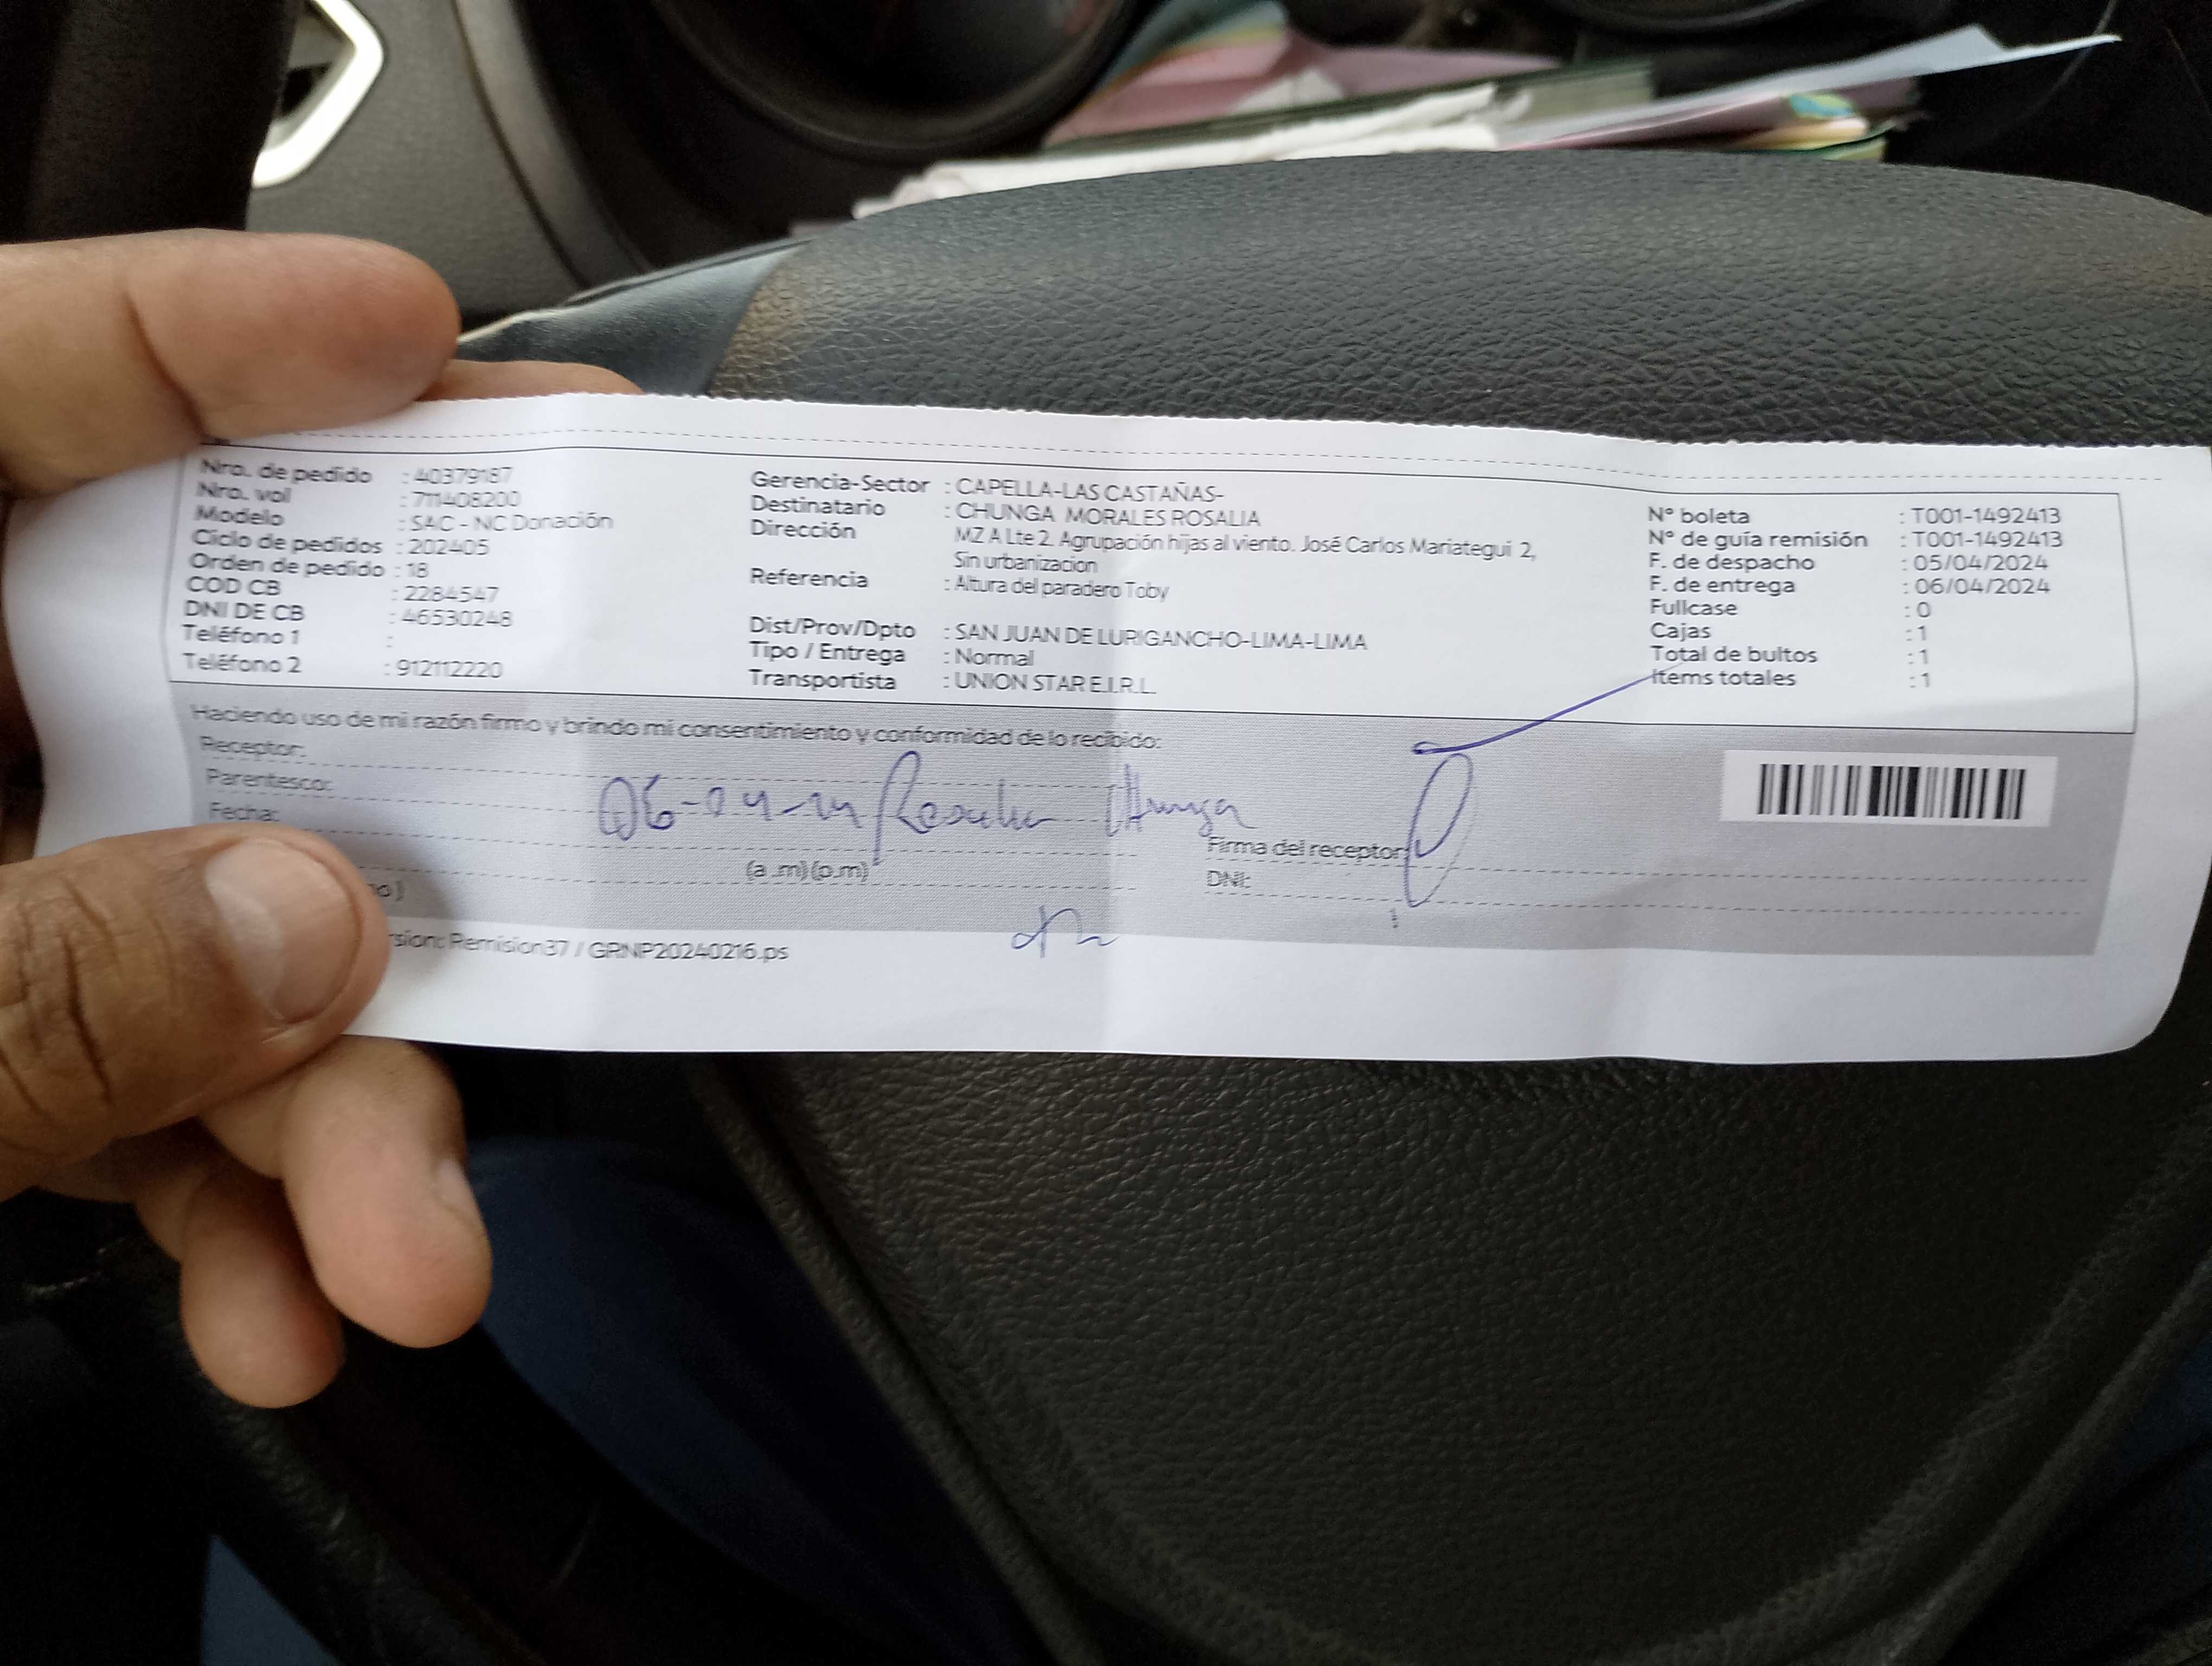 Nro. de pedido : 40379187
Nro. vol : 711408200
Modelo : SAC - NC Donación
Ciclo de pedidos : 202405
Orden de pedido : 18
COD CB : 2284547
DNI DE CB : 46530248
Teléfono 1 :
Teléfono 2 : 912112220
Gerencia-Sector : CAPELLA-LAS CASTAÑAS-
Destinatario : CHUNGA MORALES ROSALIA
Dirección MZ A Lte 2. Agrupación hijas al viento. José Carlos Mariategui 2,
Sin urbanizacion
Referencia : Altura del paradero Toby
Dist/Prov/Dpto : SAN JUAN DE LURIGANCHO-LIMA-LIMA
Tipo / Entrega : Normal
Transportista : UNION STAR E.I.R.L.
N° boleta : T001-1492413
N° de guía remisión : T001-1492413
F. de despacho : 05/04/2024
F. de entrega : 06/04/2024
Fullcase : 0
Cajas : 1
Total de bultos : 1
Items totales : 1
Haciendo uso de mi razón firmo y brindo mi consentimiento y conformidad de lo recibido:
Receptor:
Parentesco:
Fecha:
Chunga
(a .m) (p.m)
Firma del receptor:
DNI:
Remision37 / GRNP20240216.ps